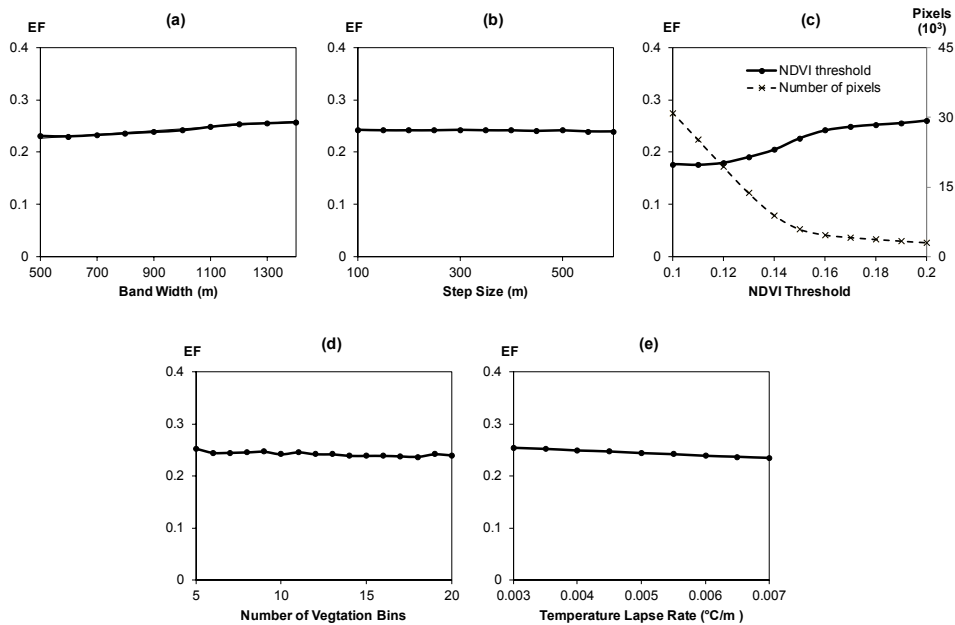 (a)
EF
0.4
0.3
0.2
0.1
0
500 700 900 1100 1300
Band Width (m)
(b)
EF
0.4
0.3
0.2
0.1
0
100 300 500
Step Size (m)
(c)
EF
Pixels
(10³)
0.4
0.3
0.2
0.1
0
45
30
15
0
NDVI threshold
Number of pixels
0.1 0.12 0.14 0.16 0.18 0.2
NDVI Threshold
(d)
EF
0.4
0.3
0.2
0.1
0
5 10 15 20
Number of Vegtation Bins
(e)
EF
0.4
0.3
0.2
0.1
0
0.003 0.004 0.005 0.006 0.007
Temperature Lapse Rate (°C/m )